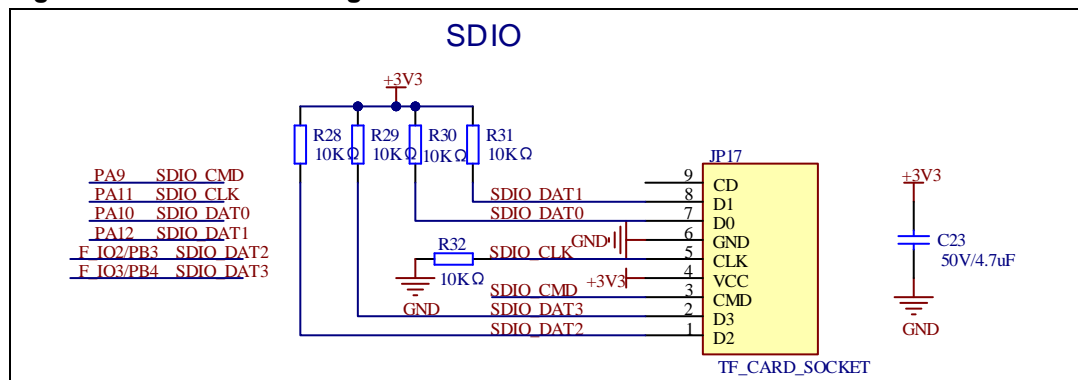 SDIO
+3V3
R28 R29 R30 R31
10KΩ 10KΩ 10KΩ 10KΩ
JP17
PA9 SDIO_CMD
PA11 SDIO_CLK
PA10 SDIO_DAT0
PA12 SDIO_DAT1
F_IO2/PB3 SDIO_DAT2
F_IO3/PB4 SDIO_DAT3
9 CD
SDIO_DAT1 8 D1
SDIO_DAT0 7 D0
GND 6 GND
R32 SDIO_CLK 5 CLK
10KΩ
GND
+3V3 4 VCC
SDIO_CMD 3 CMD
SDIO_DAT3 2 D3
SDIO_DAT2 1 D2
TF_CARD_SOCKET
+3V3
C23
50V/4.7uF
GND